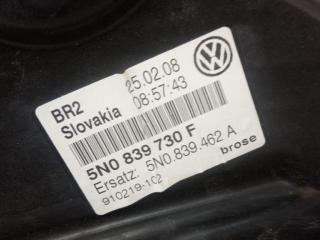 BR2 25.02.08
Slovakia 08:57:43
5N0 839 730 F
Ersatz: 5N0.839.462 A
910219-102 brose